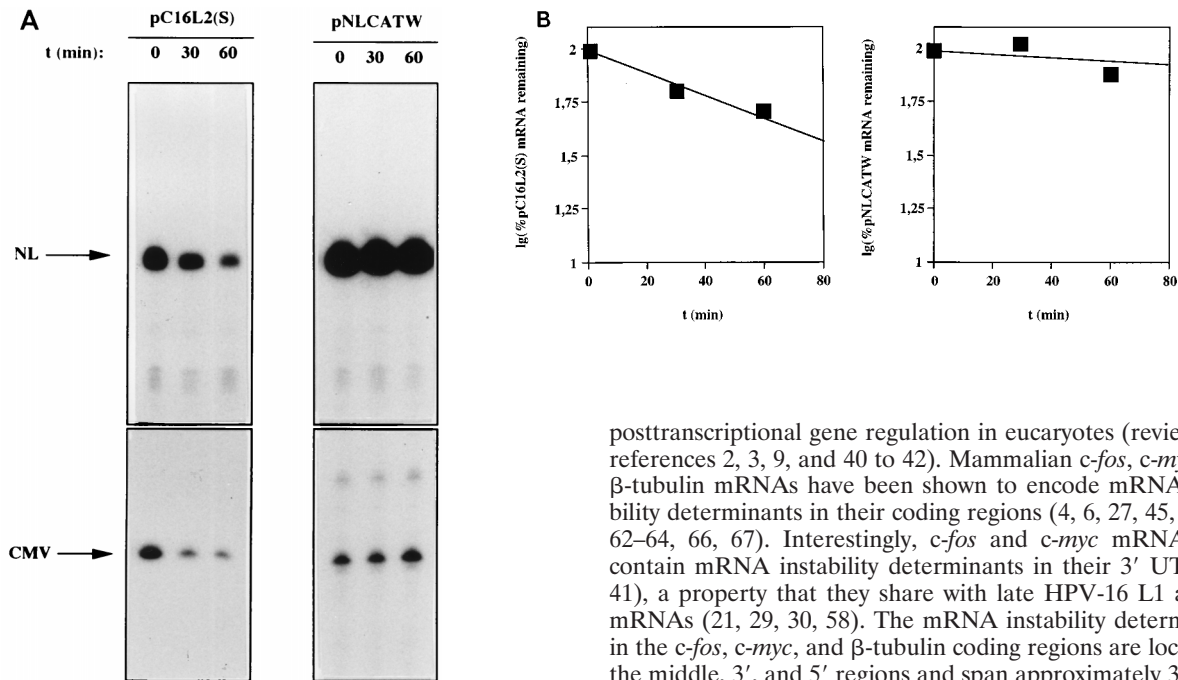 A
pC16L2(S)
pNLCATW
t (min): 0 30 60 0 30 60
NL
CMV
B
lg(%pC16L2(S) mRNA remaining)
2
1,75
1,5
1,25
1
0 20 40 60 80
t (min)
lg(%pNLCATW mRNA remaining)
2
1,75
1,5
1,25
1
0 20 40 60 80
t (min)
posttranscriptional gene regulation in eucaryotes (revie
references 2, 3, 9, and 40 to 42). Mammalian c-fos, c-my
β-tubulin mRNAs have been shown to encode mRNA
bility determinants in their coding regions (4, 6, 27, 45,
62–64, 66, 67). Interestingly, c-fos and c-myc mRNA
contain mRNA instability determinants in their 3′ UT
41), a property that they share with late HPV-16 L1 a
mRNAs (21, 29, 30, 58). The mRNA instability determ
in the c-fos, c-myc, and β-tubulin coding regions are loc
the middle, 3′, and 5′ regions and span approximately 3